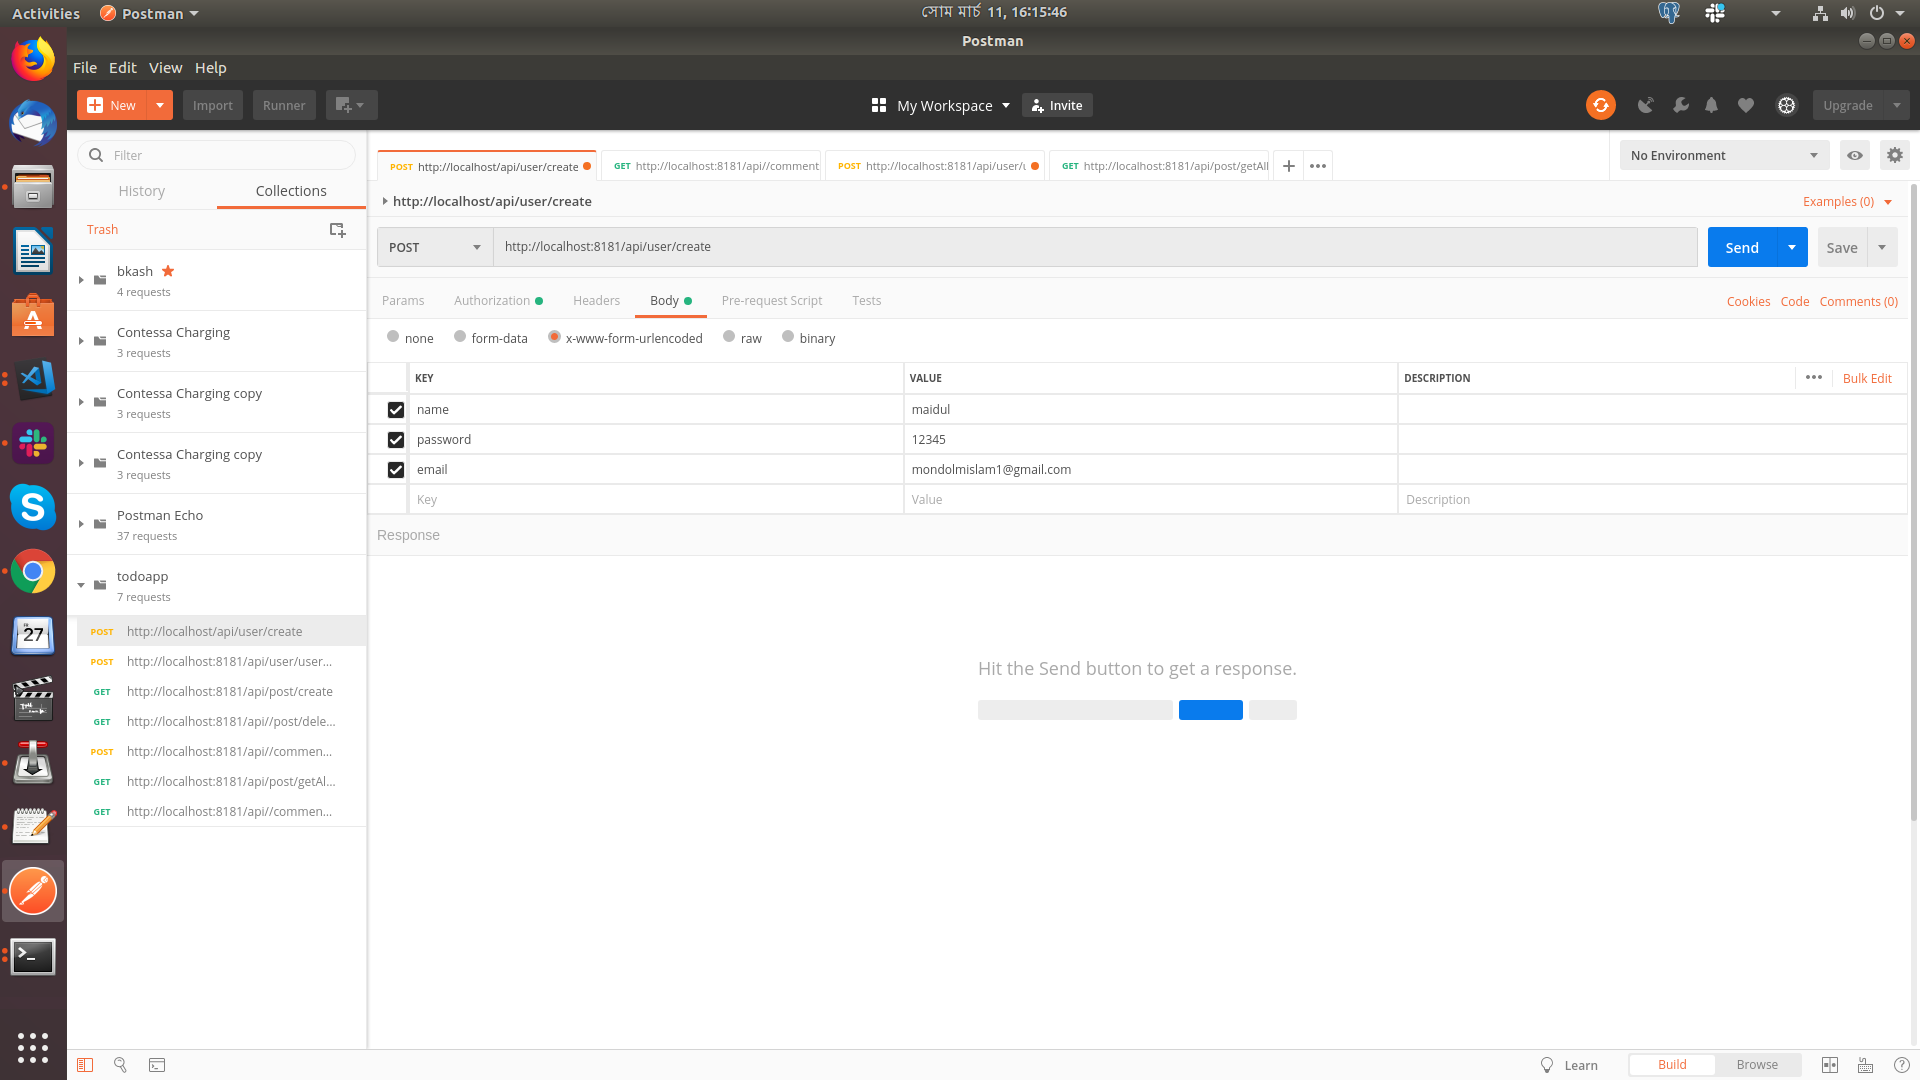 Activities Postman সোম মার্চ 11, 16:15:46
Postman
File Edit View Help
New Import Runner My Workspace Invite Upgrade
Filter
History Collections
Trash
bkash
4 requests
Contessa Charging
3 requests
Contessa Charging copy
3 requests
Contessa Charging copy
3 requests
Postman Echo
37 requests
todoapp
7 requests
POST http://localhost/api/user/create
POST http://localhost:8181/api/user/user...
GET http://localhost:8181/api/post/create
GET http://localhost:8181/api//post/dele...
POST http://localhost:8181/api//commen...
GET http://localhost:8181/api/post/getAl...
GET http://localhost:8181/api//commen...
POST http://localhost/api/user/create GET http://localhost:8181/api//comment POST http://localhost:8181/api/user/u GET http://localhost:8181/api/post/getAll + ••• No Environment
http://localhost/api/user/create Examples (0)
POST http://localhost:8181/api/user/create Send Save
Params Authorization Headers Body Pre-request Script Tests Cookies Code Comments (0)
none form-data x-www-form-urlencoded raw binary
KEY VALUE DESCRIPTION ••• Bulk Edit
name maidul
password 12345
email mondolmislam1@gmail.com
Key Value Description
Response
Hit the Send button to get a response.
27
Learn Build Browse